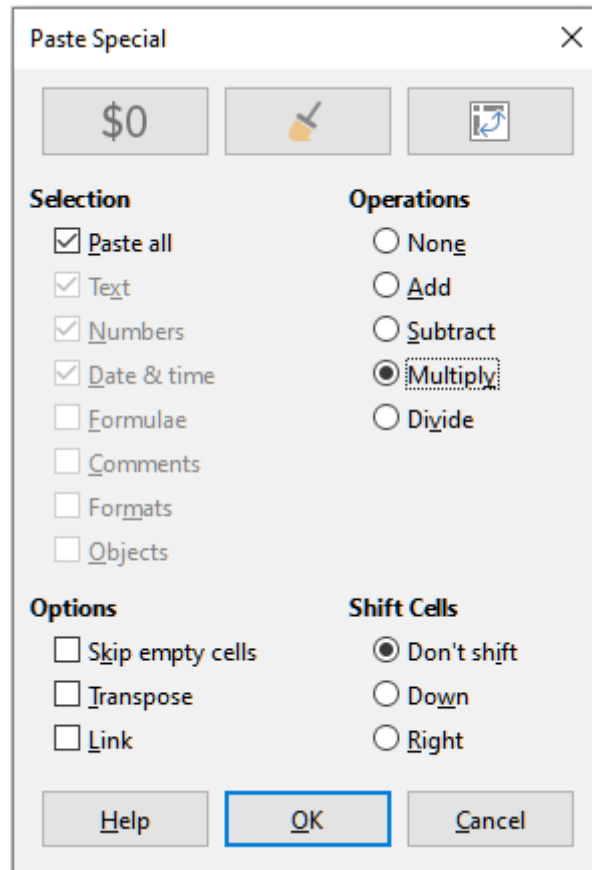 Paste Special
$0
Selection
Operations
Paste all
None
Text
Add
Numbers
Subtract
Date & time
Multiply
Formulae
Divide
Comments
Formats
Objects
Options
Shift Cells
Skip empty cells
Don't shift
Transpose
Down
Link
Right
Help
OK
Cancel